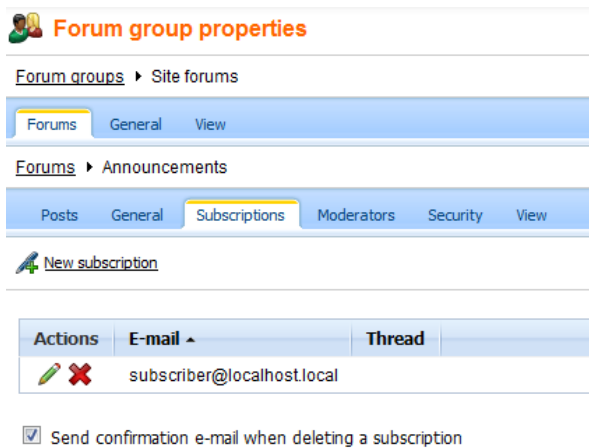 Forum group properties
Forum groups ▸ Site forums
Forums General View
Forums ▸ Announcements
Posts General Subscriptions Moderators Security View
New subscription
Actions E-mail ▲ Thread
subscriber@localhost.local
Send confirmation e-mail when deleting a subscription